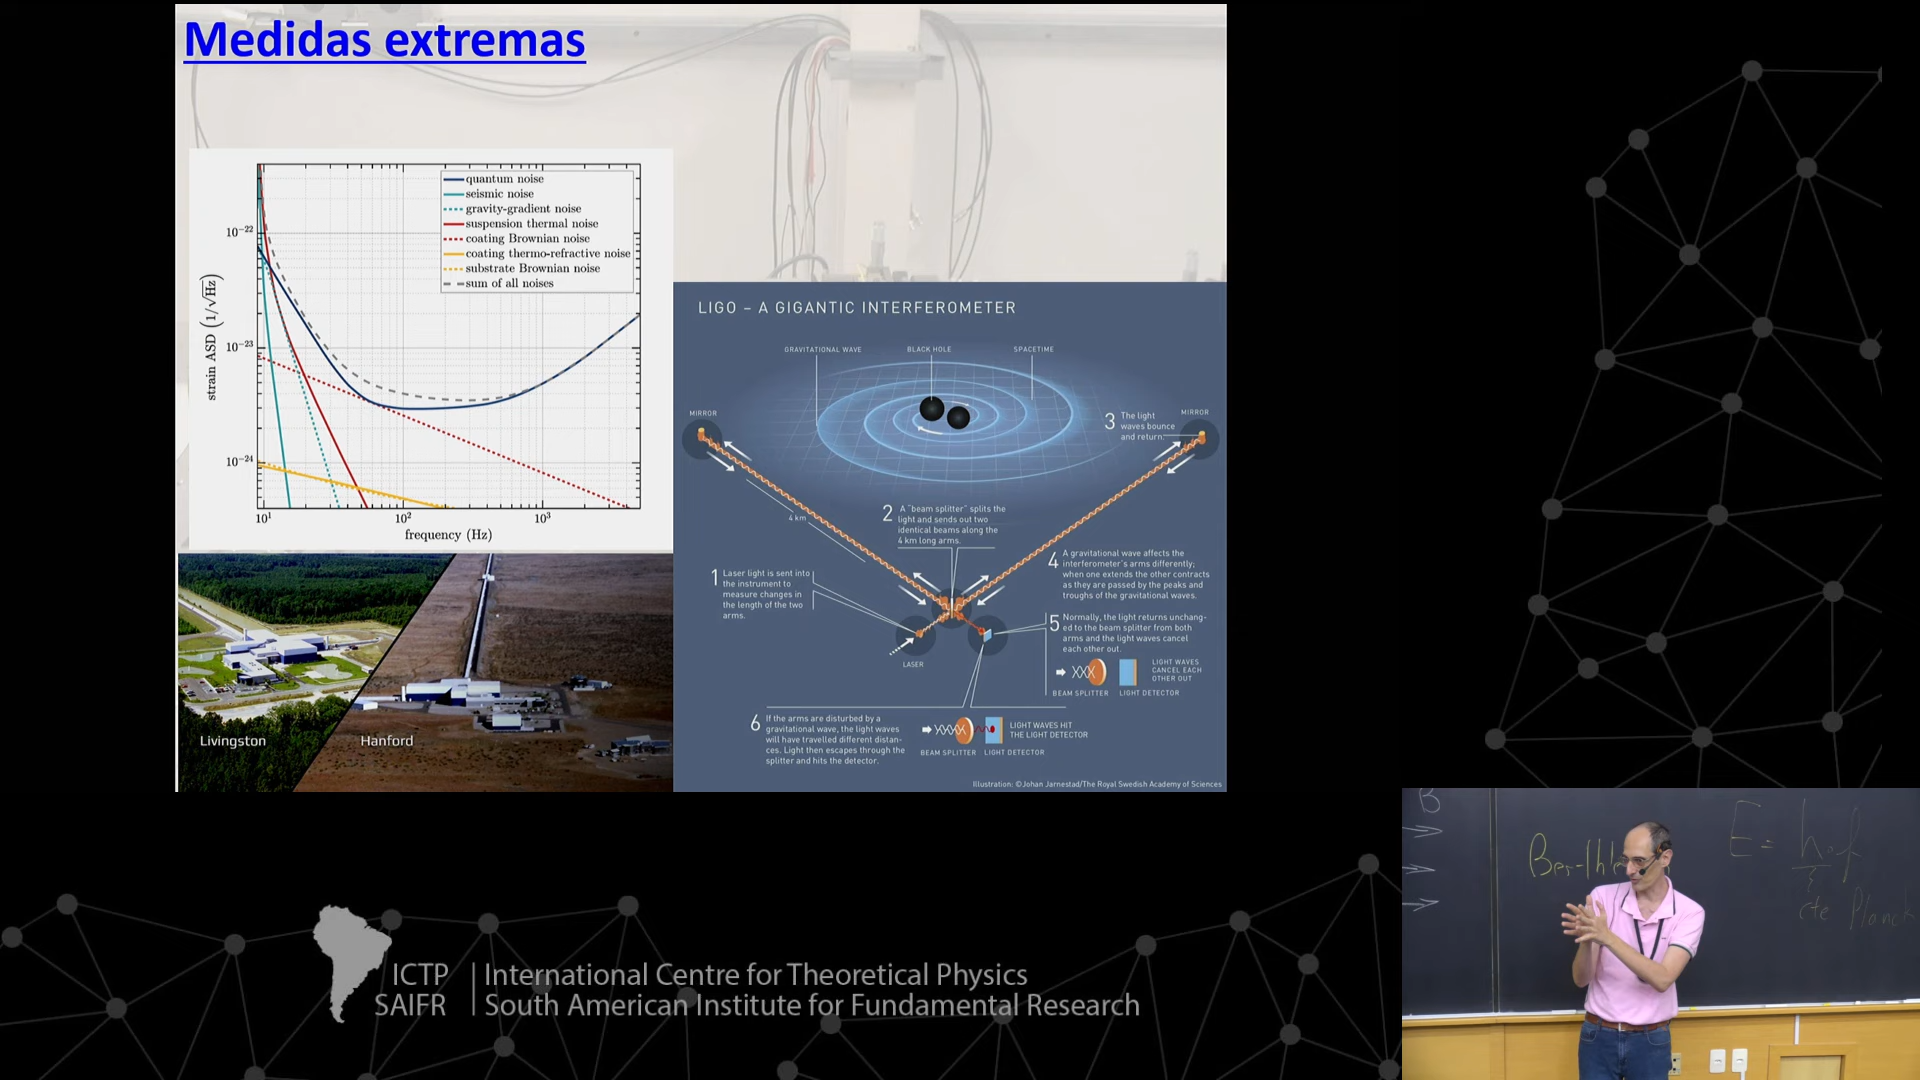 Medidas extremas
quantum noise
seismic noise
gravity-gradient noise
suspension thermal noise
coating Brownian noise
coating thermo-refractive noise
substrate Brownian noise
sum of all noises
10⁻²²
10⁻²³
10⁻²⁴
strain ASD (1/√Hz)
10¹
10²
10³
frequency (Hz)
Livingston
Hanford
LIGO – A GIGANTIC INTERFEROMETER
GRAVITATIONAL WAVE
BLACK HOLE
SPACETIME
MIRROR
MIRROR
3 The light
waves bounce
and return.
4 km
2 A "beam splitter" splits the
light and sends out two
identical beams along the
4 km long arms.
1 Laser light is sent into
the instrument to
measure changes in
the length of the two
arms.
4 A gravitational wave affects the
interferometer's arms differently;
when one extends the other contracts
as they are passed by the peaks and
troughs of the gravitational waves.
5 Normally, the light returns unchang-
ed to the beam splitter from both
arms and the light waves cancel
each other out.
LASER
LIGHT WAVES
CANCEL EACH
OTHER OUT
BEAM SPLITTER
LIGHT DETECTOR
6 If the arms are disturbed by a
gravitational wave, the light waves
will have travelled different distan-
ces. Light then escapes through the
splitter and hits the detector.
LIGHT WAVES HIT
THE LIGHT DETECTOR
BEAM SPLITTER
LIGHT DETECTOR
Illustration: ©Johan Jarnestad/The Royal Swedish Academy of Sciences
B
E = h.f
cte Planck
ICTP
SAIFR
International Centre for Theoretical Physics
South American Institute for Fundamental Research